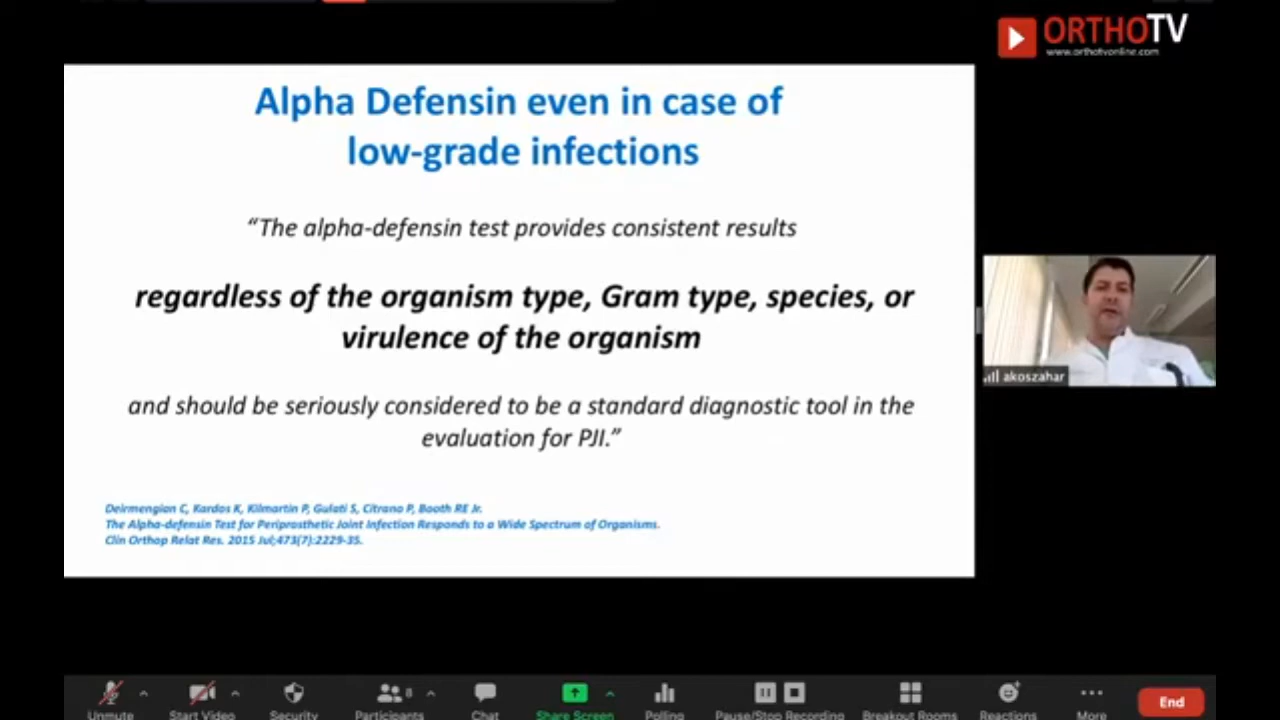 ORTHOTV
www.orthotvonline.com
Alpha Defensin even in case of
low-grade infections
“The alpha-defensin test provides consistent results
regardless of the organism type, Gram type, species, or
virulence of the organism
and should be seriously considered to be a standard diagnostic tool in the
evaluation for PJI.”
Deirmengian C, Kardos K, Kilmartin P, Gulati S, Citrano P, Booth RE Jr.
The Alpha-defensin Test for Periprosthetic Joint Infection Responds to a Wide Spectrum of Organisms.
Clin Orthop Relat Res. 2015 Jul;473(7):2229-35.
akoszahar
8
Unmute
Start Video
Security
Participants
Chat
Share Screen
Polling
Pause/Stop Recording
Breakout Rooms
Reactions
More
End